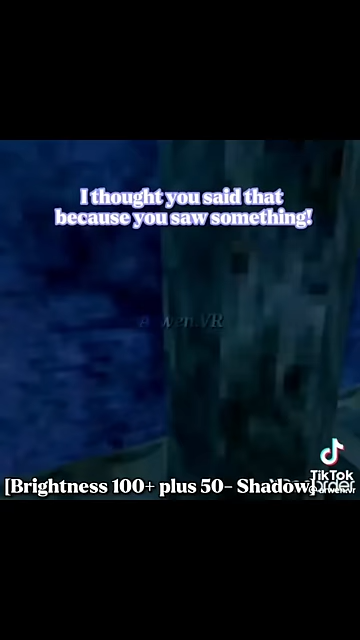 I thought you said that
because you saw something!
TikTok
[Brightness 100+ plus 50- Shadow]